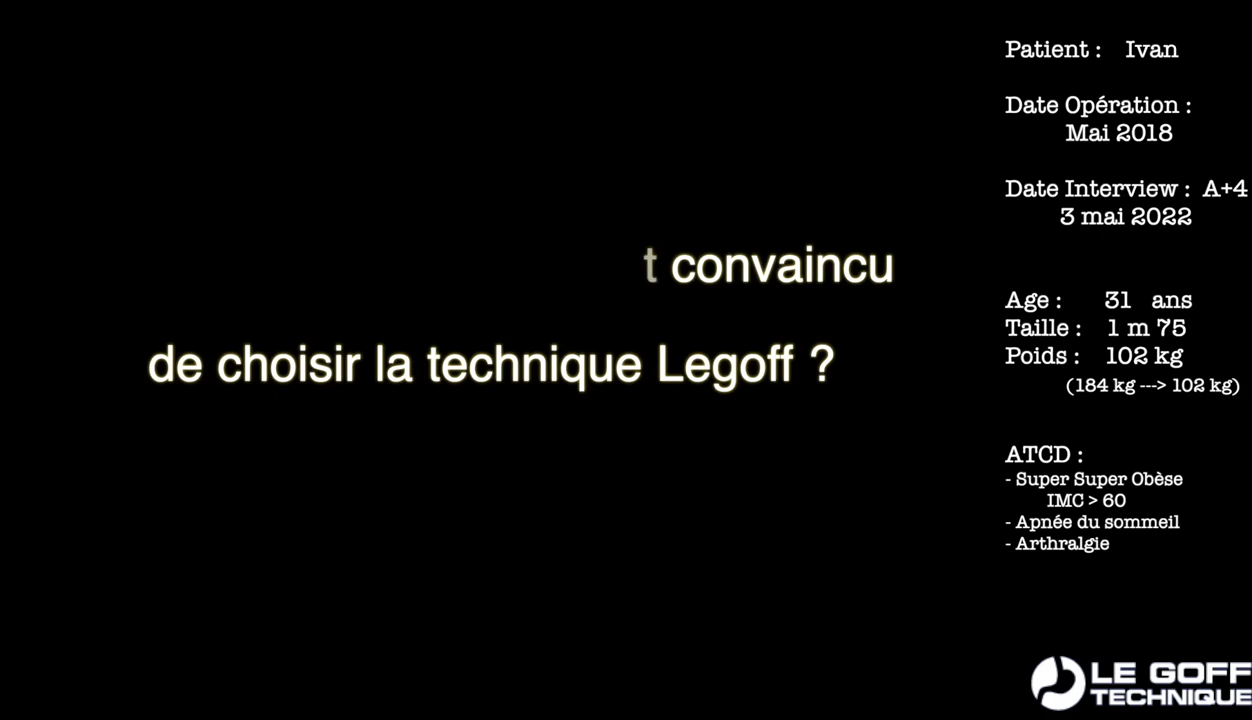 t convaincu
de choisir la technique Legoff ?
Patient : Ivan
Date Opération :
Mai 2018
Date Interview : A+4
3 mai 2022
Age : 31 ans
Taille : 1 m 75
Poids : 102 kg
(184 kg ---> 102 kg)
ATCD :
- Super Super Obèse
IMC > 60
- Apnée du sommeil
- Arthralgie
LE GOFF
TECHNIQUE